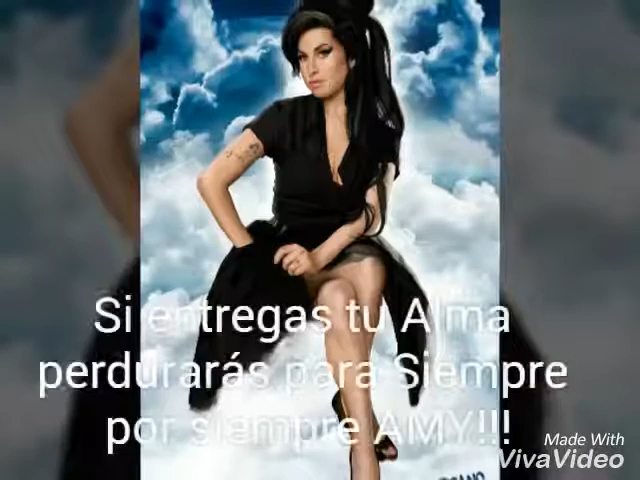 Si entregas tu Alma
perdurarás para Siempre
por siempre AMY!!!
Made With
VivaVideo